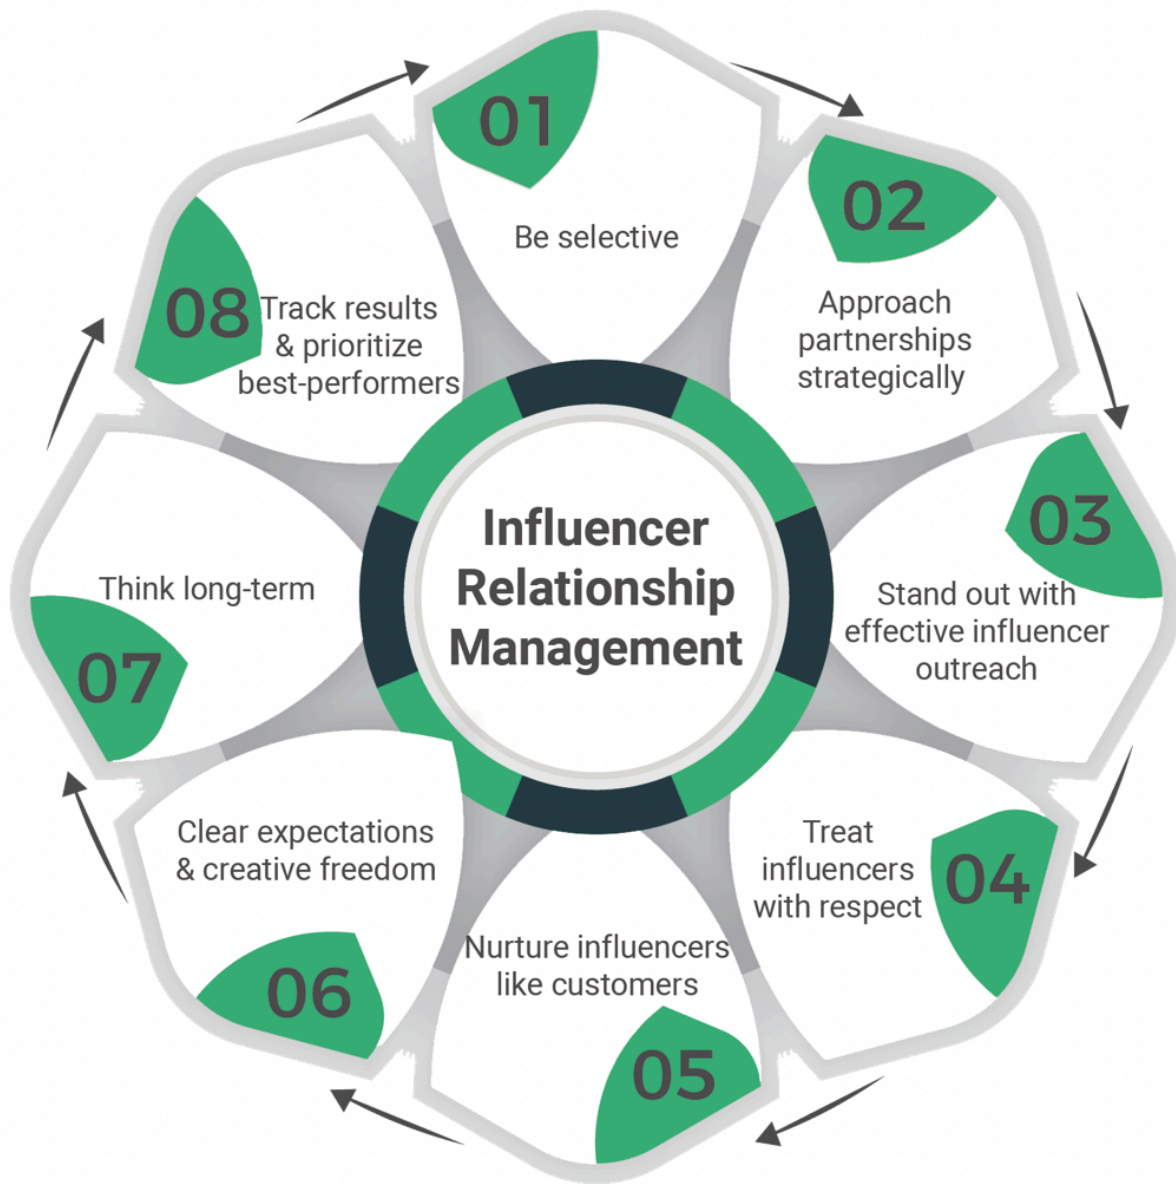 Influencer
Relationship
Management
01
Be selective
02
Approach
partnerships
strategically
03
Stand out with
effective influencer
outreach
04
Treat
influencers
with respect
05
Nurture influencers
like customers
06
Clear expectations
& creative freedom
07
Think long-term
08
Track results
& prioritize
best-performers